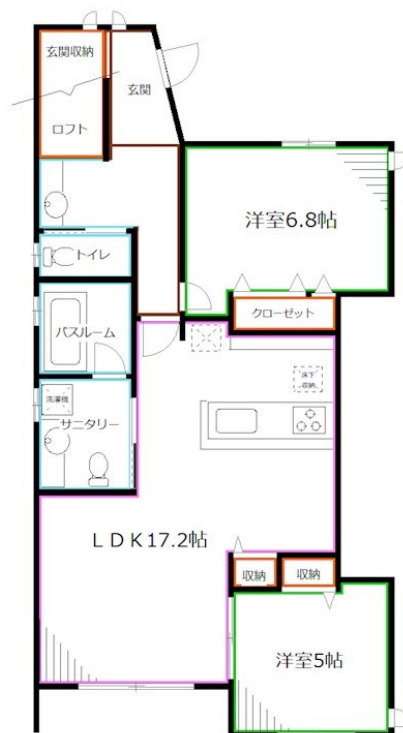 玄関収納
玄関
ロフト
洋室6.8帖
トイレ
クローゼット
バスルーム
床下
収納
洗濯機
サニタリー
ＬＤＫ17.2帖
収納
収納
洋室5帖